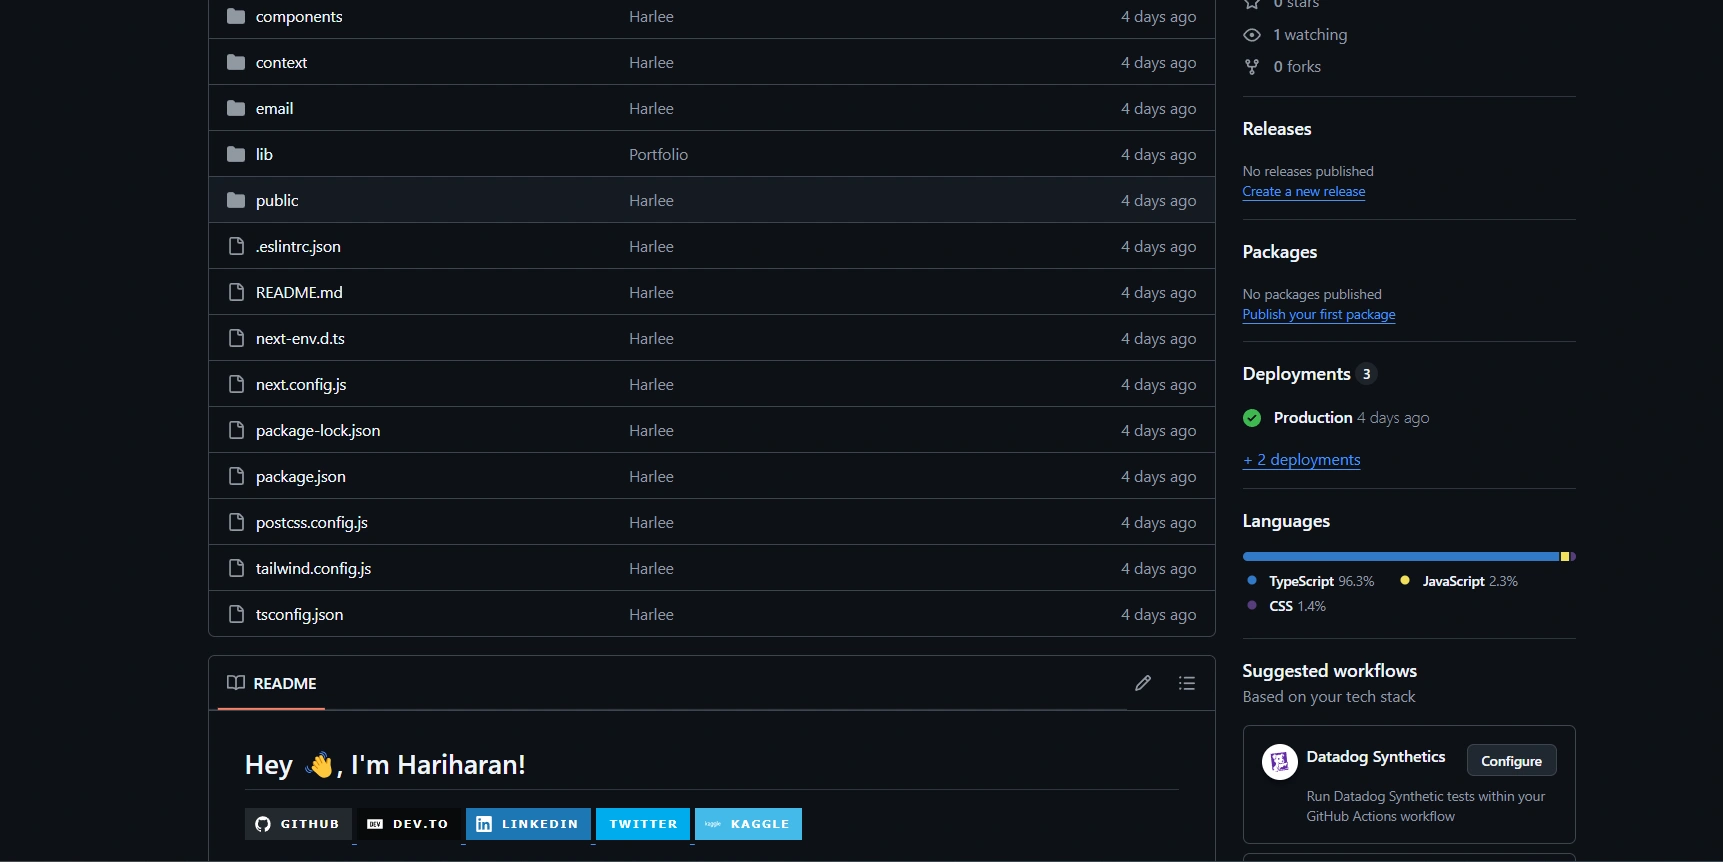 components Harlee 4 days ago
context Harlee 4 days ago
email Harlee 4 days ago
lib Portfolio 4 days ago
public Harlee 4 days ago
.eslintrc.json Harlee 4 days ago
README.md Harlee 4 days ago
next-env.d.ts Harlee 4 days ago
next.config.js Harlee 4 days ago
package-lock.json Harlee 4 days ago
package.json Harlee 4 days ago
postcss.config.js Harlee 4 days ago
tailwind.config.js Harlee 4 days ago
tsconfig.json Harlee 4 days ago
README
Hey 👋, I'm Hariharan!
GITHUB DEV DEV.TO in LINKEDIN TWITTER kaggle KAGGLE
0 stars
1 watching
0 forks
Releases
No releases published
Create a new release
Packages
No packages published
Publish your first package
Deployments 3
Production 4 days ago
+ 2 deployments
Languages
TypeScript 96.3% JavaScript 2.3%
CSS 1.4%
Suggested workflows
Based on your tech stack
Datadog Synthetics Configure
Run Datadog Synthetic tests within your
GitHub Actions workflow